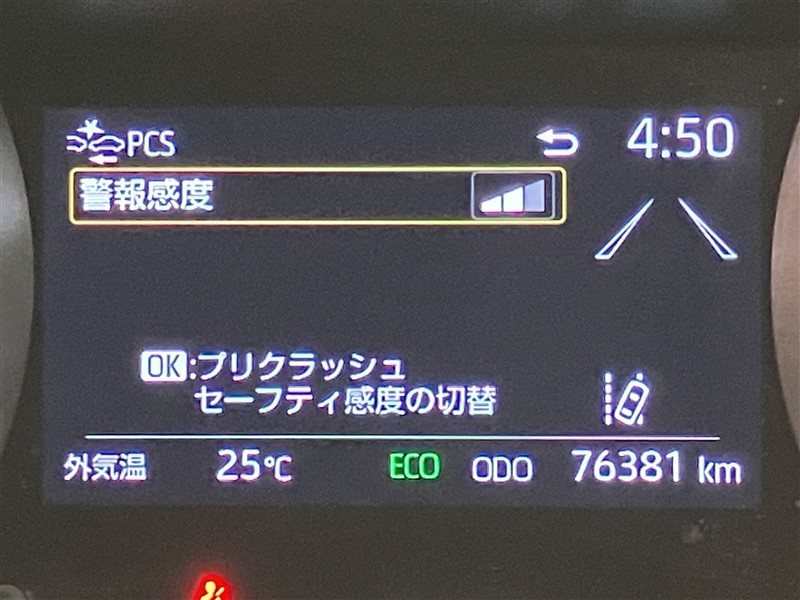 PCS
4:50
警報感度
OK:プリクラッシュ
セーフティ感度の切替
外気温 25℃ ECO ODO 76381 km